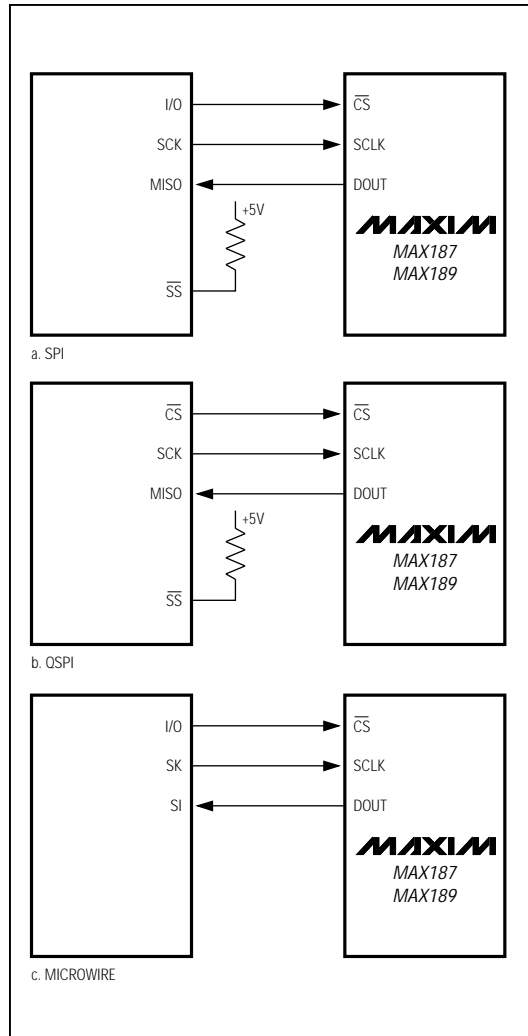 I/O CS
SCK SCLK
MISO DOUT
+5V
MAXIM
MAX187
MAX189
SS
a. SPI
CS CS
SCK SCLK
MISO DOUT
+5V
MAXIM
MAX187
MAX189
SS
b. QSPI
I/O CS
SK SCLK
SI DOUT
MAXIM
MAX187
MAX189
c. MICROWIRE